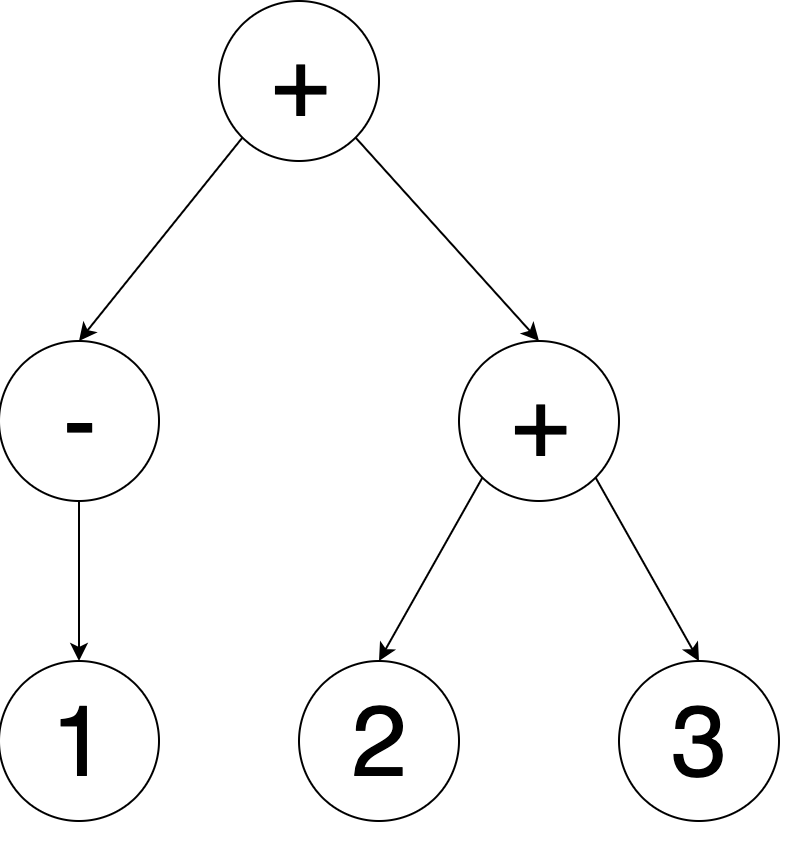 +
- +
1 2 3